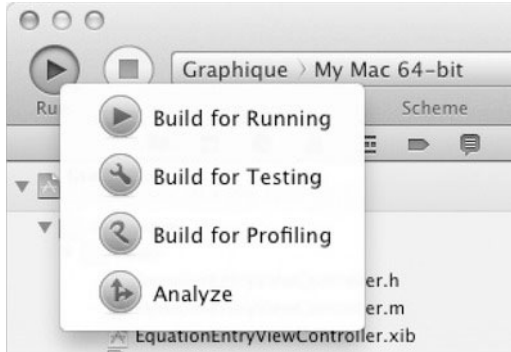 Graphique › My Mac 64-bit
Ru
Scheme
Build for Running
Build for Testing
Build for Profiling
Analyze
er.h
er.m
EquationEntryViewController.xib